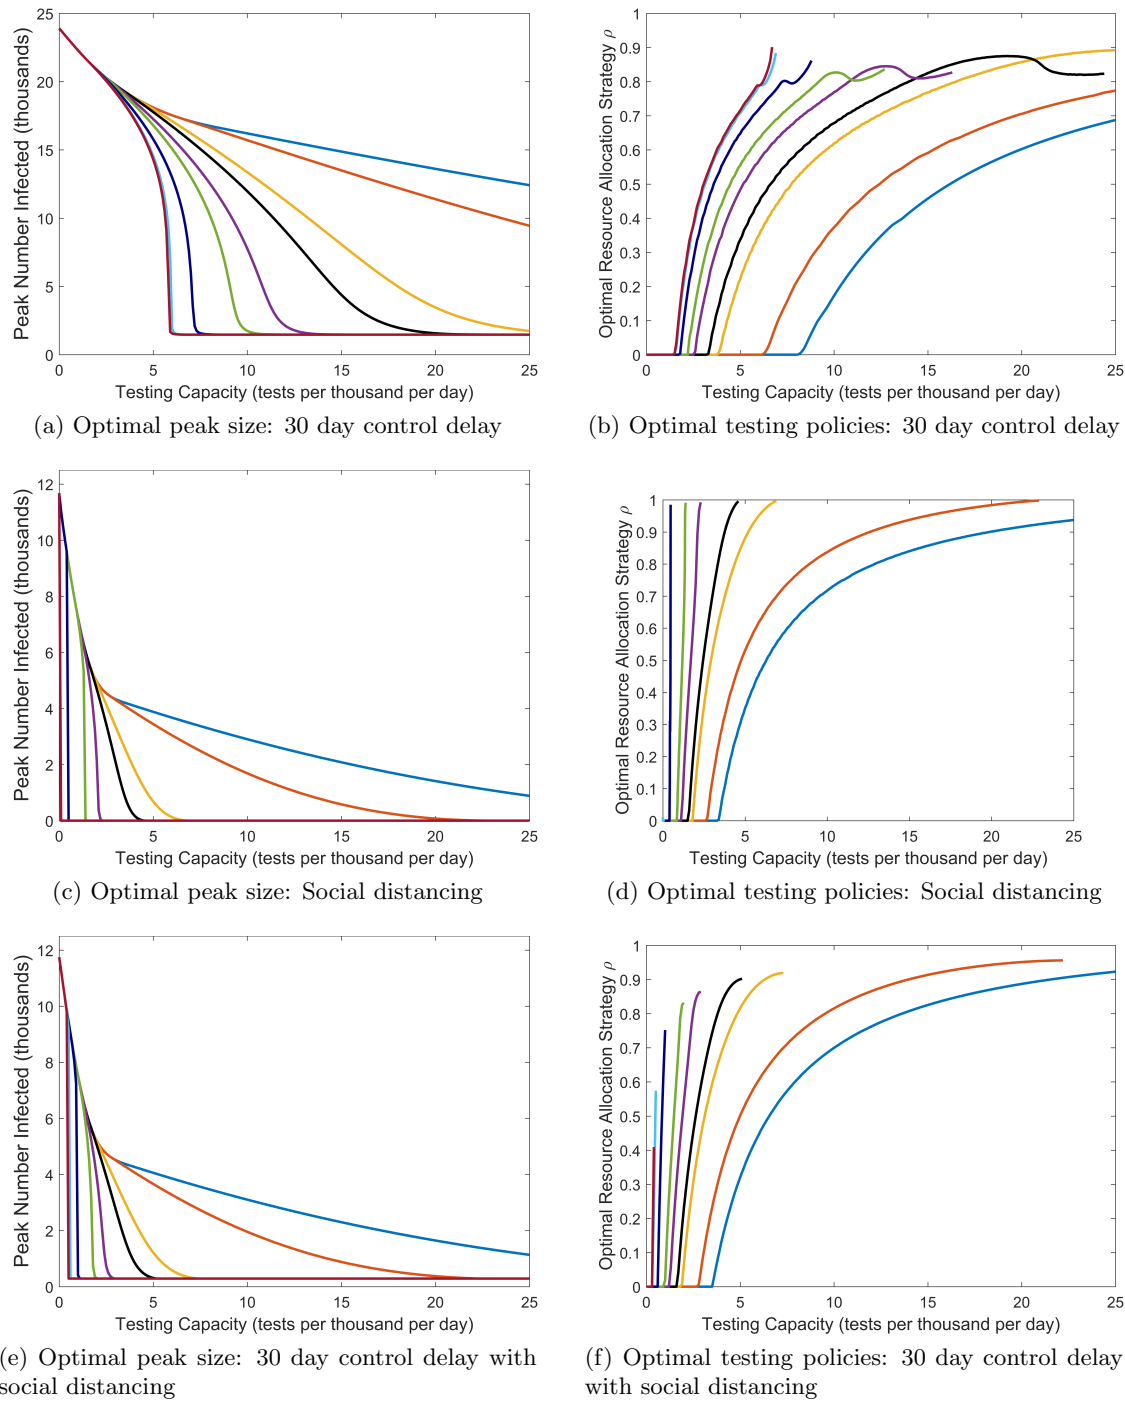 25
20
15
10
5
0
Peak Number Infected (thousands)
0 5 10 15 20 25
Testing Capacity (tests per thousand per day)
(a) Optimal peak size: 30 day control delay
1
0.9
0.8
0.7
0.6
0.5
0.4
0.3
0.2
0.1
0
Optimal Resource Allocation Strategy ρ
0 5 10 15 20 25
Testing Capacity (tests per thousand per day)
(b) Optimal testing policies: 30 day control delay
12
10
8
6
4
2
0
Peak Number Infected (thousands)
0 5 10 15 20 25
Testing Capacity (tests per thousand per day)
(c) Optimal peak size: Social distancing
1
0.9
0.8
0.7
0.6
0.5
0.4
0.3
0.2
0.1
0
Optimal Resource Allocation Strategy ρ
0 5 10 15 20 25
Testing Capacity (tests per thousand per day)
(d) Optimal testing policies: Social distancing
12
10
8
6
4
2
0
Peak Number Infected (thousands)
0 5 10 15 20 25
Testing Capacity (tests per thousand per day)
(e) Optimal peak size: 30 day control delay with
social distancing
1
0.9
0.8
0.7
0.6
0.5
0.4
0.3
0.2
0.1
0
Optimal Resource Allocation Strategy ρ
0 5 10 15 20 25
Testing Capacity (tests per thousand per day)
(f) Optimal testing policies: 30 day control delay
with social distancing